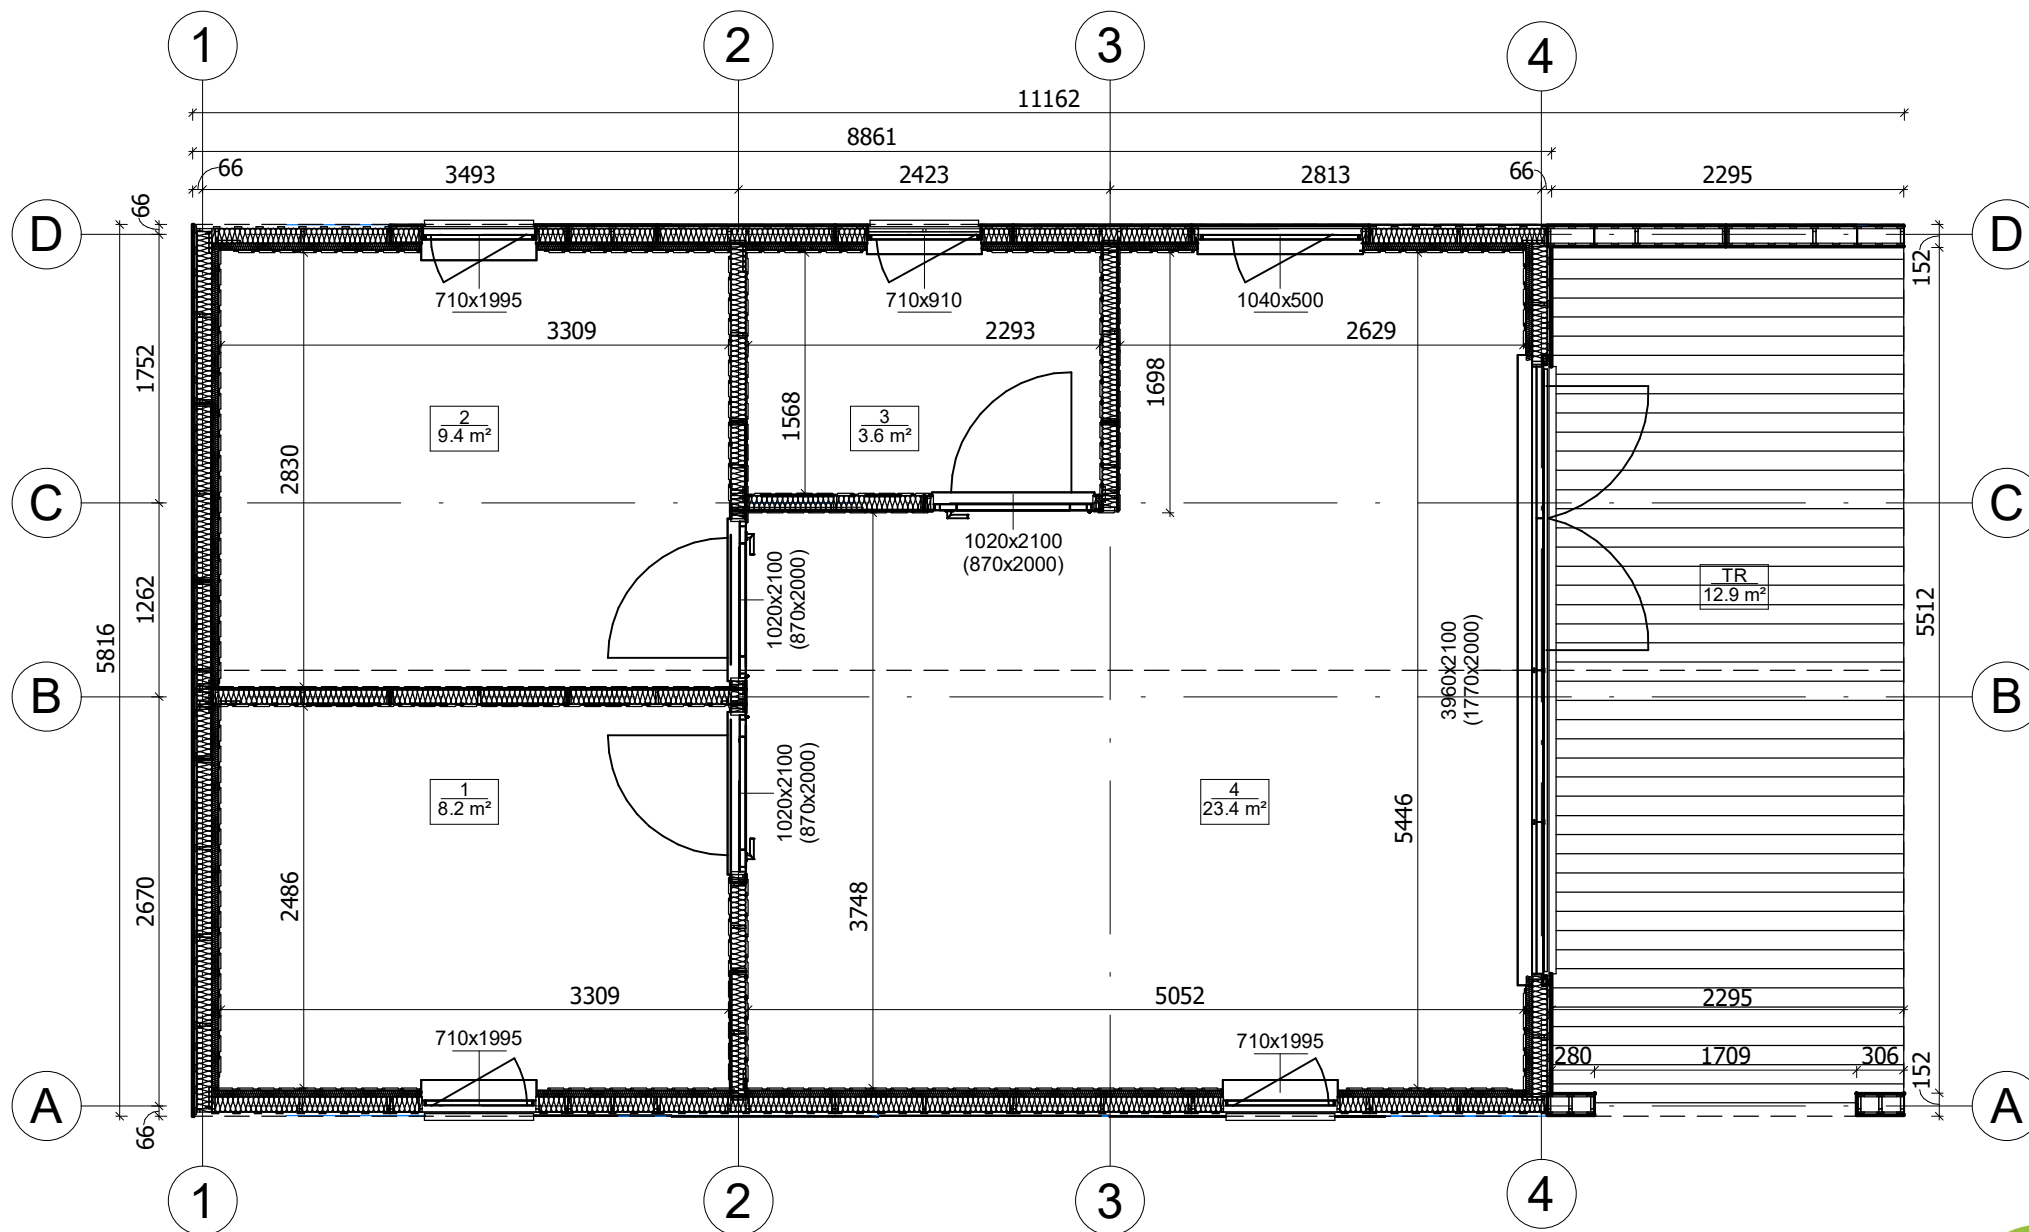 1
2
3
4
11162
8861
66
3493
2423
2813
66
2295
66
D
D
152
710x1995
710x910
1040x500
3309
2293
2629
1752
1698
1568
2
9.4 m²
3
3.6 m²
2830
C
C
1020x2100
(870x2000)
1020x2100
(870x2000)
TR
12.9 m²
1262
5816
5512
3960x2100
(1770x2000)
B
B
1020x2100
(870x2000)
1
8.2 m²
4
23.4 m²
5446
2670
2486
3748
3309
5052
2295
710x1995
710x1995
280
1709
306
152
A
A
66
1
2
3
4